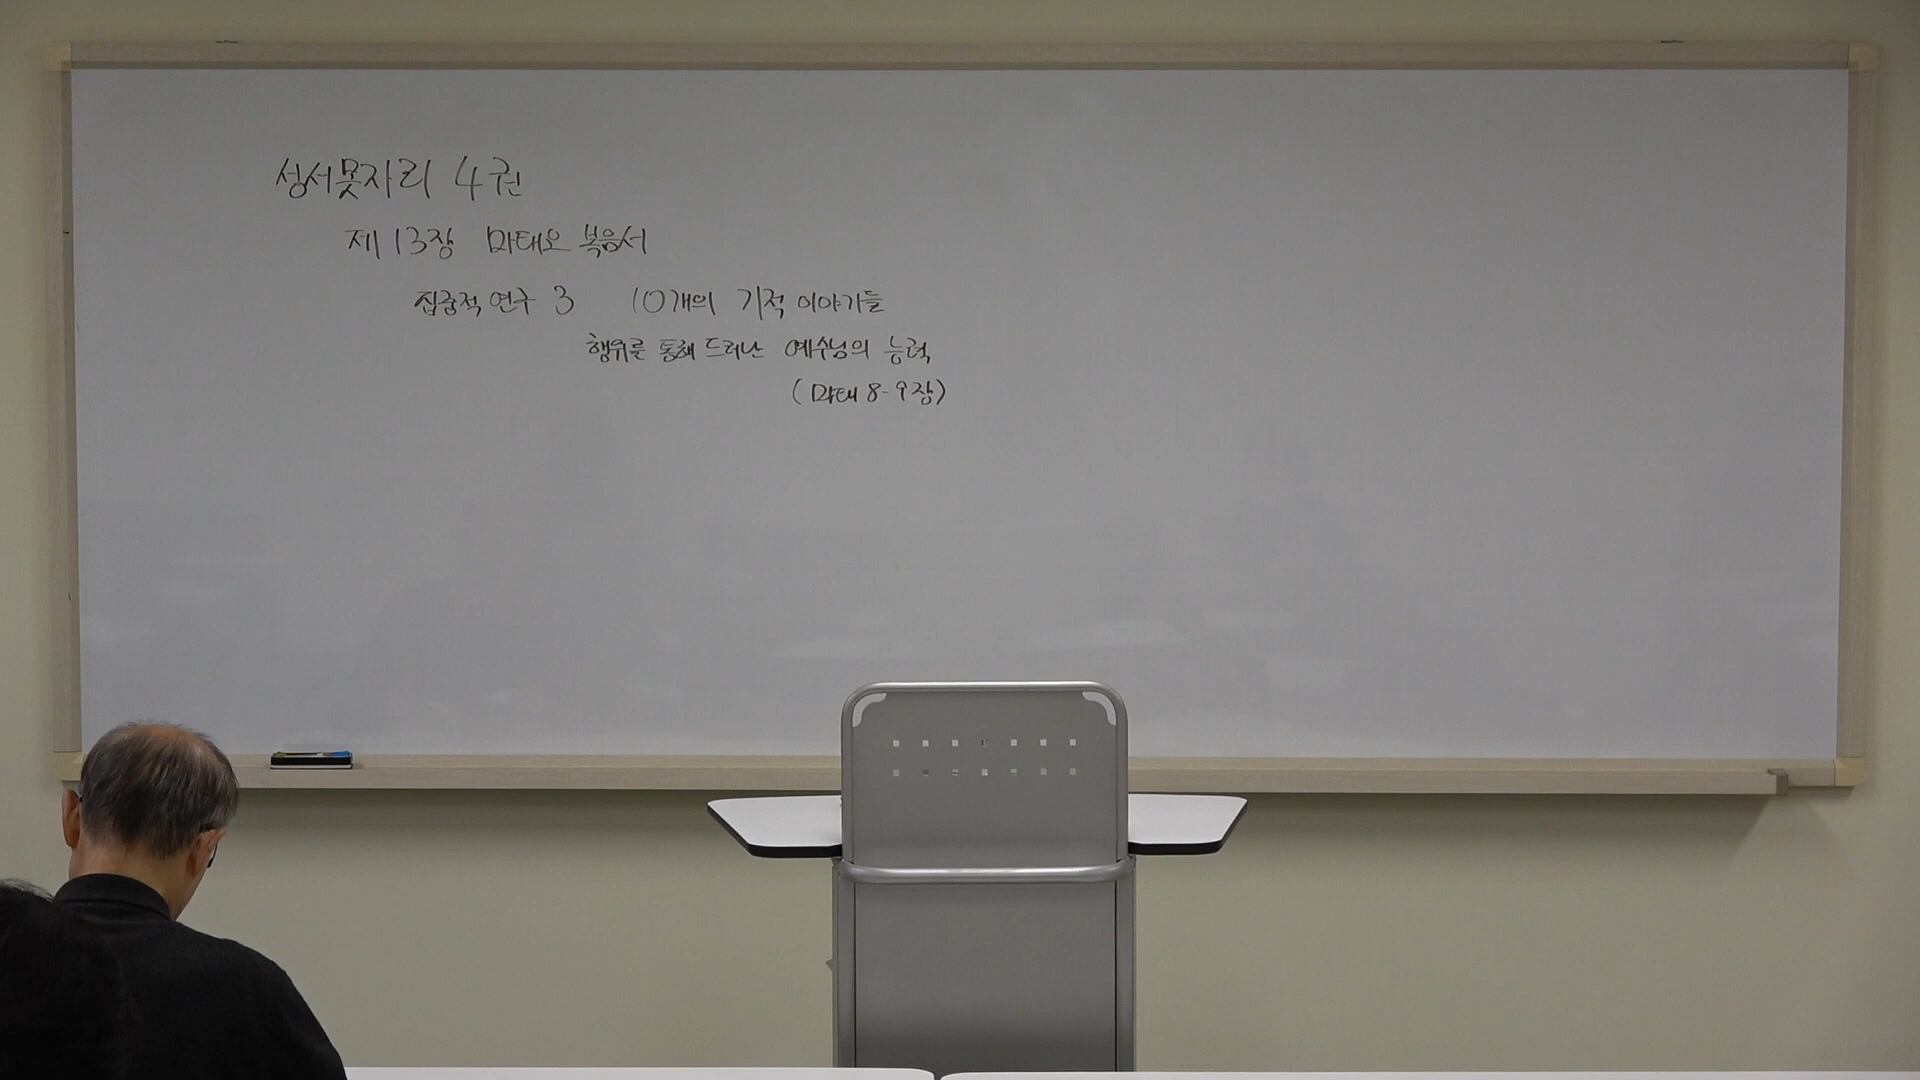 성서못자리 4권
제13장 마태오 복음서
집중적 연구 3 10개의 기적 이야기들
행위를 통해 드러난 예수님의 능력
(마태 8-9장)